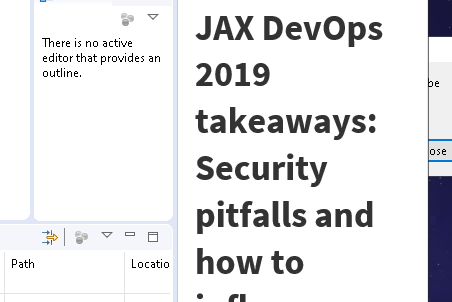 There is no active
editor that provides an
outline.
JAX DevOps
2019
takeaways:
Security
pitfalls and
how to
be
ose
Path
Locatio